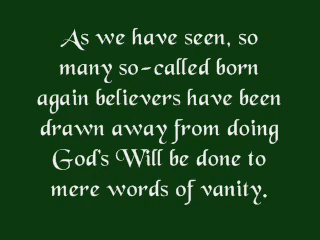 As we have seen, so
many so-called born
again believers have been
drawn away from doing
God's Will be done to
mere words of vanity.